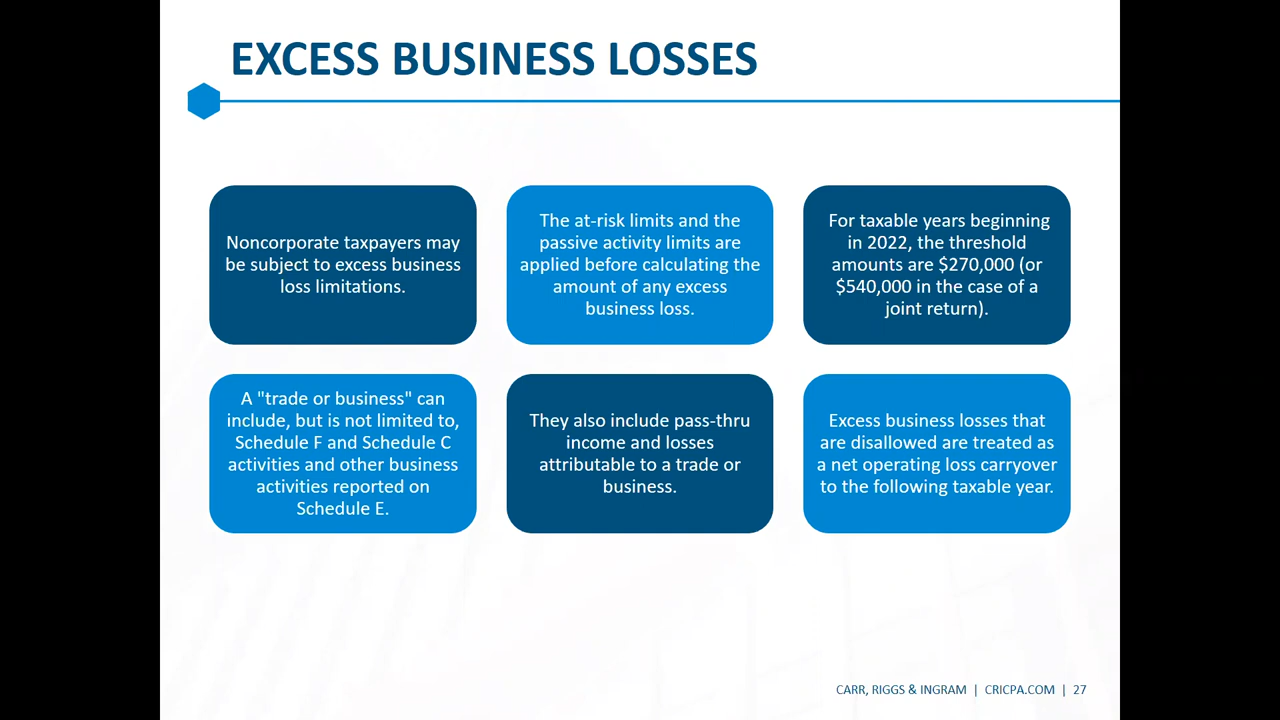 EXCESS BUSINESS LOSSES
Noncorporate taxpayers may
be subject to excess business
loss limitations.
The at-risk limits and the
passive activity limits are
applied before calculating the
amount of any excess
business loss.
For taxable years beginning
in 2022, the threshold
amounts are $270,000 (or
$540,000 in the case of a
joint return).
A "trade or business" can
include, but is not limited to,
Schedule F and Schedule C
activities and other business
activities reported on
Schedule E.
They also include pass-thru
income and losses
attributable to a trade or
business.
Excess business losses that
are disallowed are treated as
a net operating loss carryover
to the following taxable year.
CARR, RIGGS & INGRAM | CRICPA.COM | 27